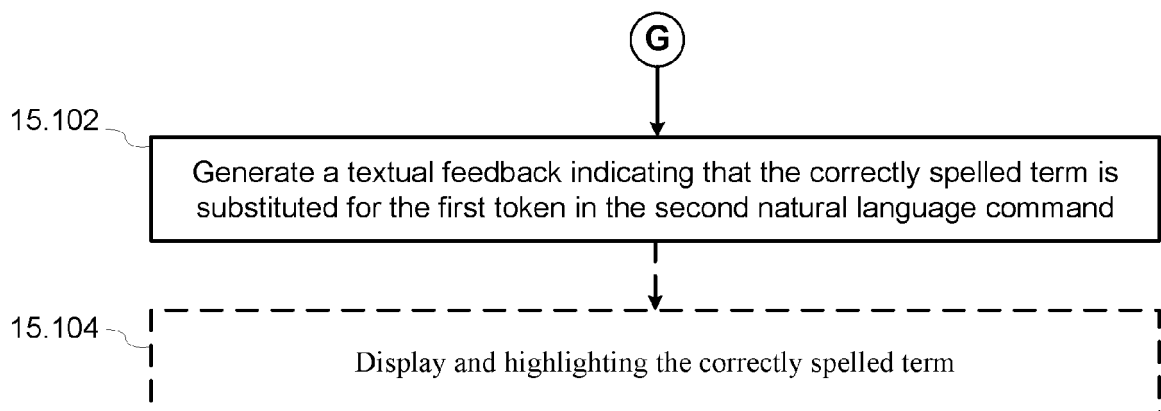 G
15.102
Generate a textual feedback indicating that the correctly spelled term is
substituted for the first token in the second natural language command
15.104
Display and highlighting the correctly spelled term